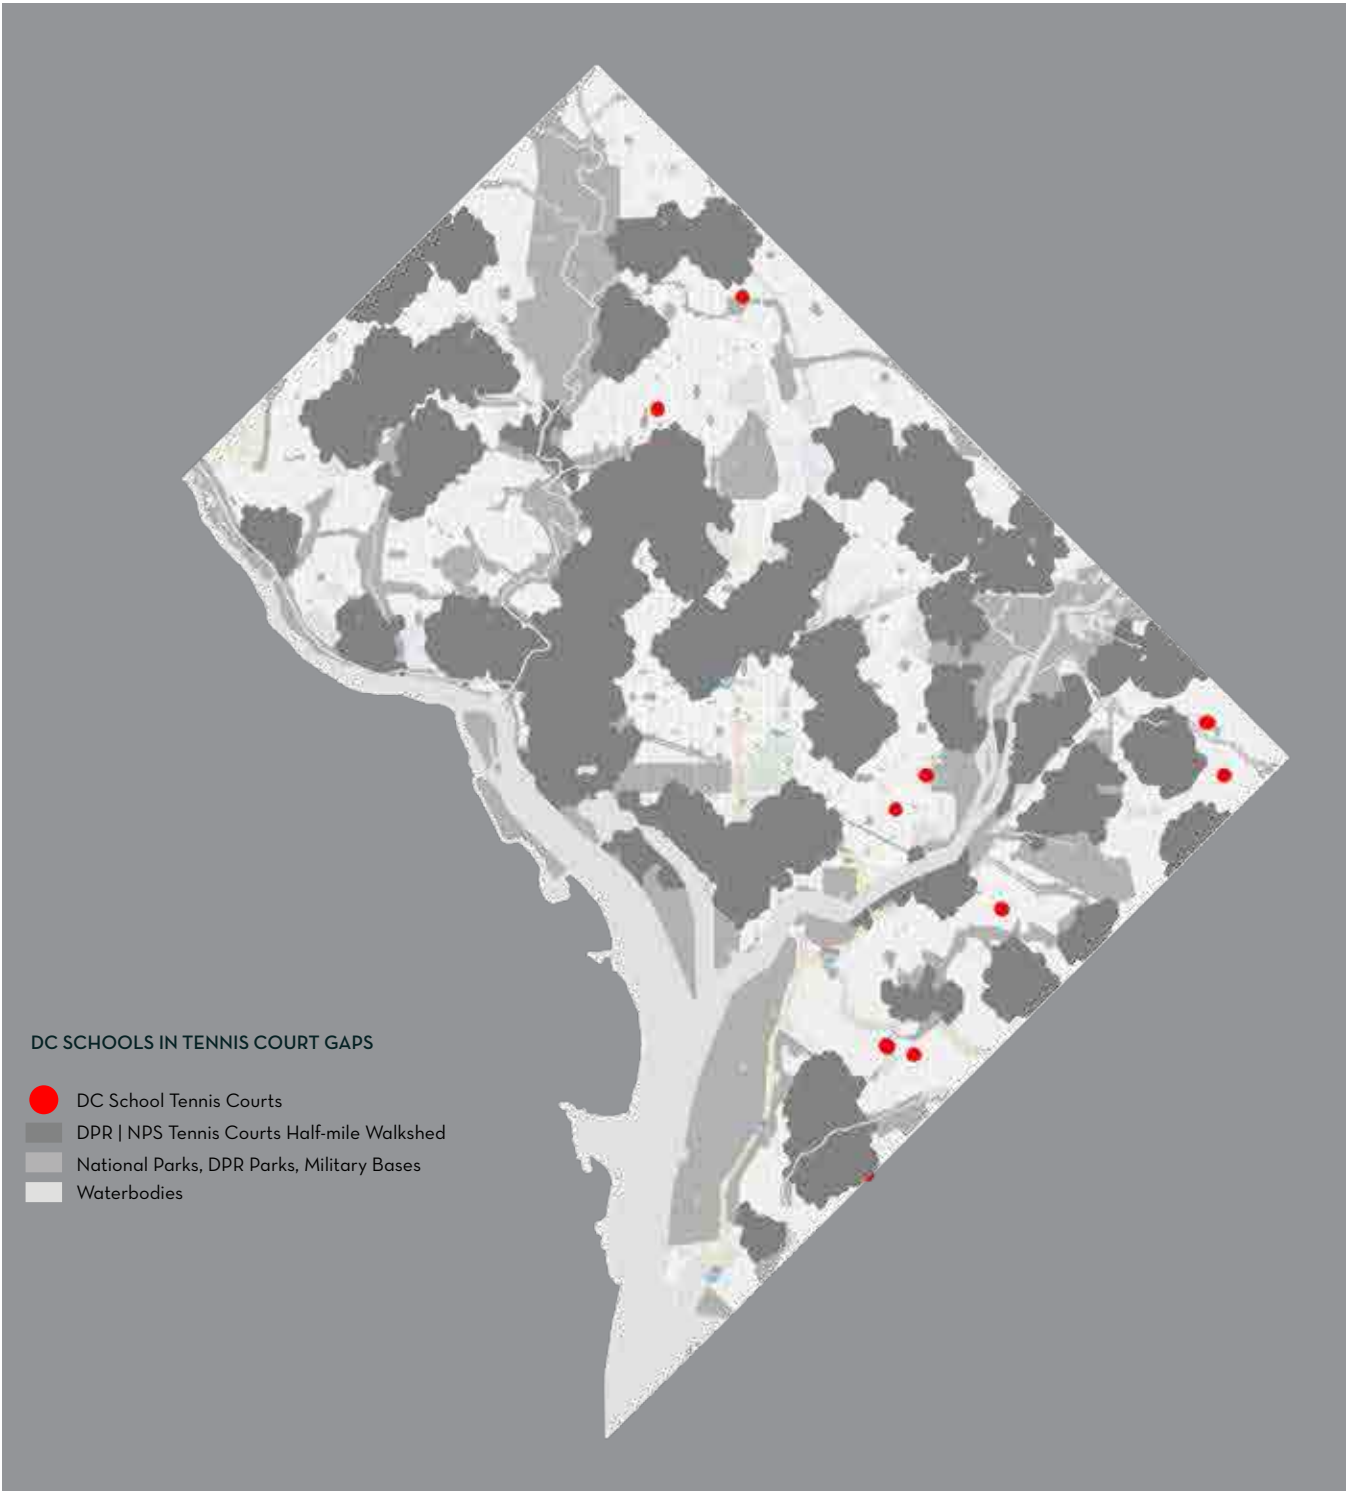 DC SCHOOLS IN TENNIS COURT GAPS
DC School Tennis Courts
DPR | NPS Tennis Courts Half-mile Walkshed
National Parks, DPR Parks, Military Bases
Waterbodies